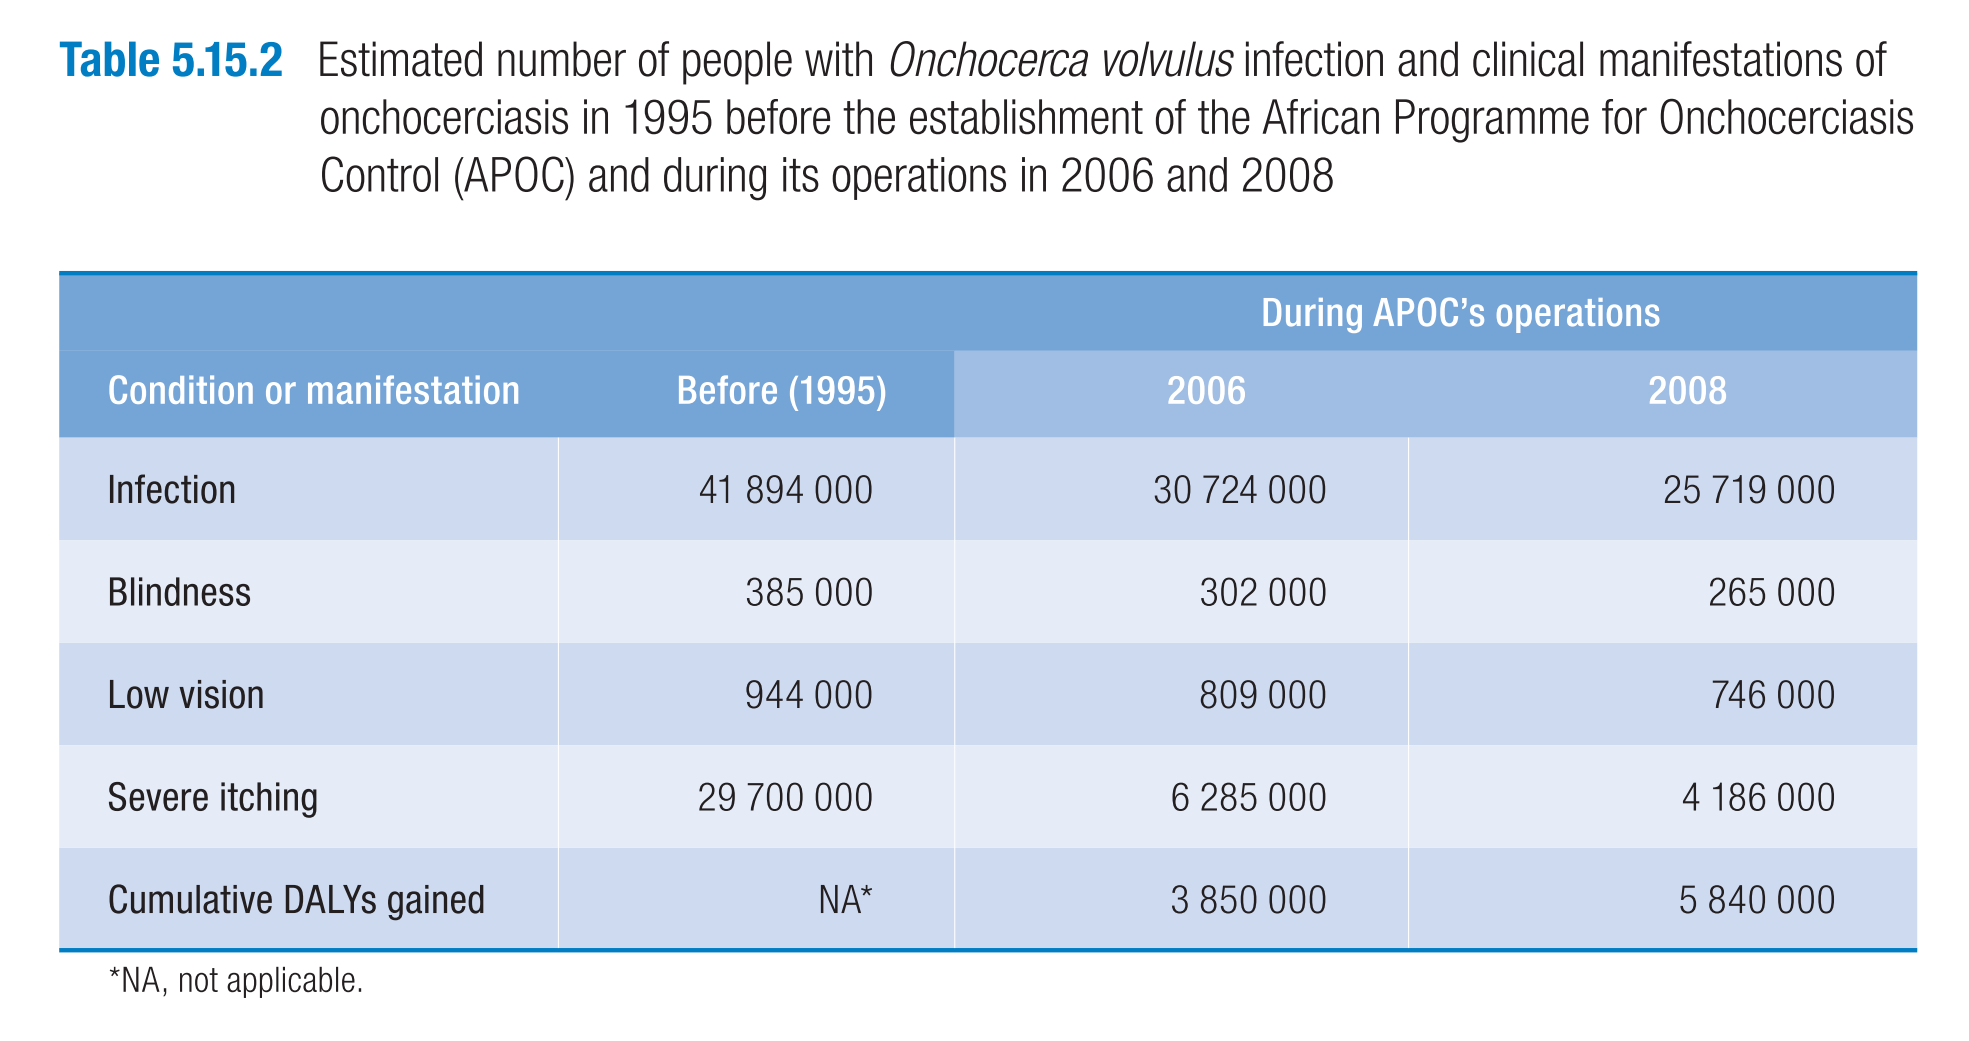 Table 5.15.2 Estimated number of people with Onchocerca volvulus infection and clinical manifestations of
onchocerciasis in 1995 before the establishment of the African Programme for Onchocerciasis
Control (APOC) and during its operations in 2006 and 2008
During APOC’s operations
Condition or manifestation Before (1995) 2006 2008
Infection 41 894 000 30 724 000 25 719 000
Blindness 385 000 302 000 265 000
Low vision 944 000 809 000 746 000
Severe itching 29 700 000 6 285 000 4 186 000
Cumulative DALYs gained NA* 3 850 000 5 840 000
*NA, not applicable.